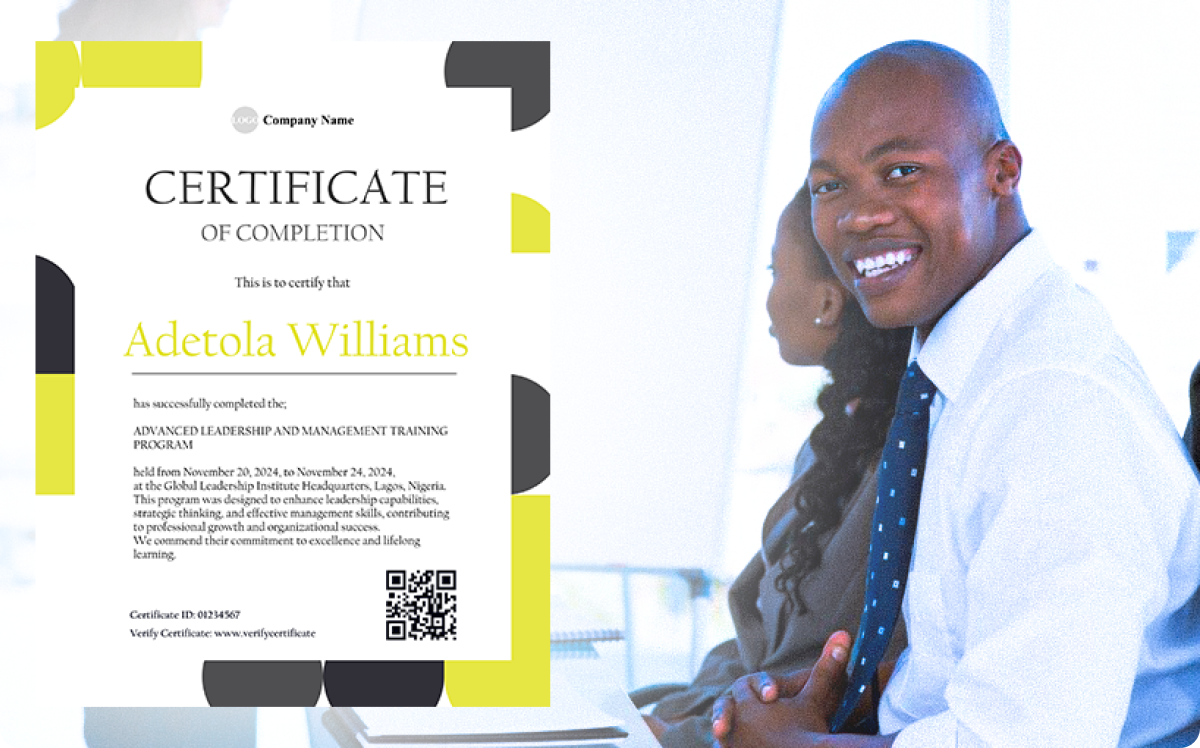 LOGO Company Name
CERTIFICATE
OF COMPLETION
This is to certify that
Adetola Williams
has successfully completed the;
ADVANCED LEADERSHIP AND MANAGEMENT TRAINING
PROGRAM
held from November 20, 2024, to November 24, 2024,
at the Global Leadership Institute Headquarters, Lagos, Nigeria.
This program was designed to enhance leadership capabilities,
strategic thinking, and effective management skills, contributing
to professional growth and organizational success.
We commend their commitment to excellence and lifelong
learning.
Certificate ID: 01234567
Verify Certificate: www.verifycertificate